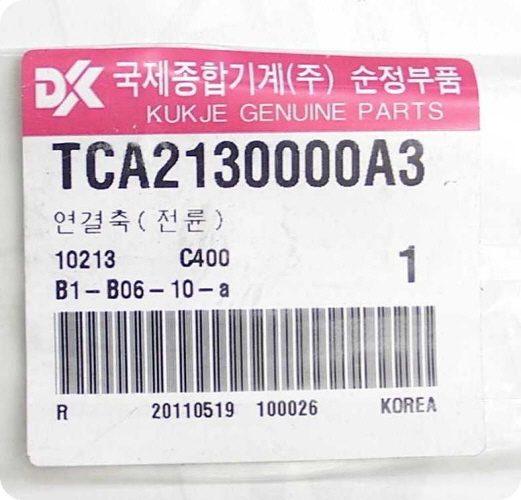 DK 국제종합기계(주) 순정부품
KUKJE GENUINE PARTS
TCA2130000A3
연결축(전륜)
10213 C400 1
B1-B06-10-a
R 20110519 100026 KOREA